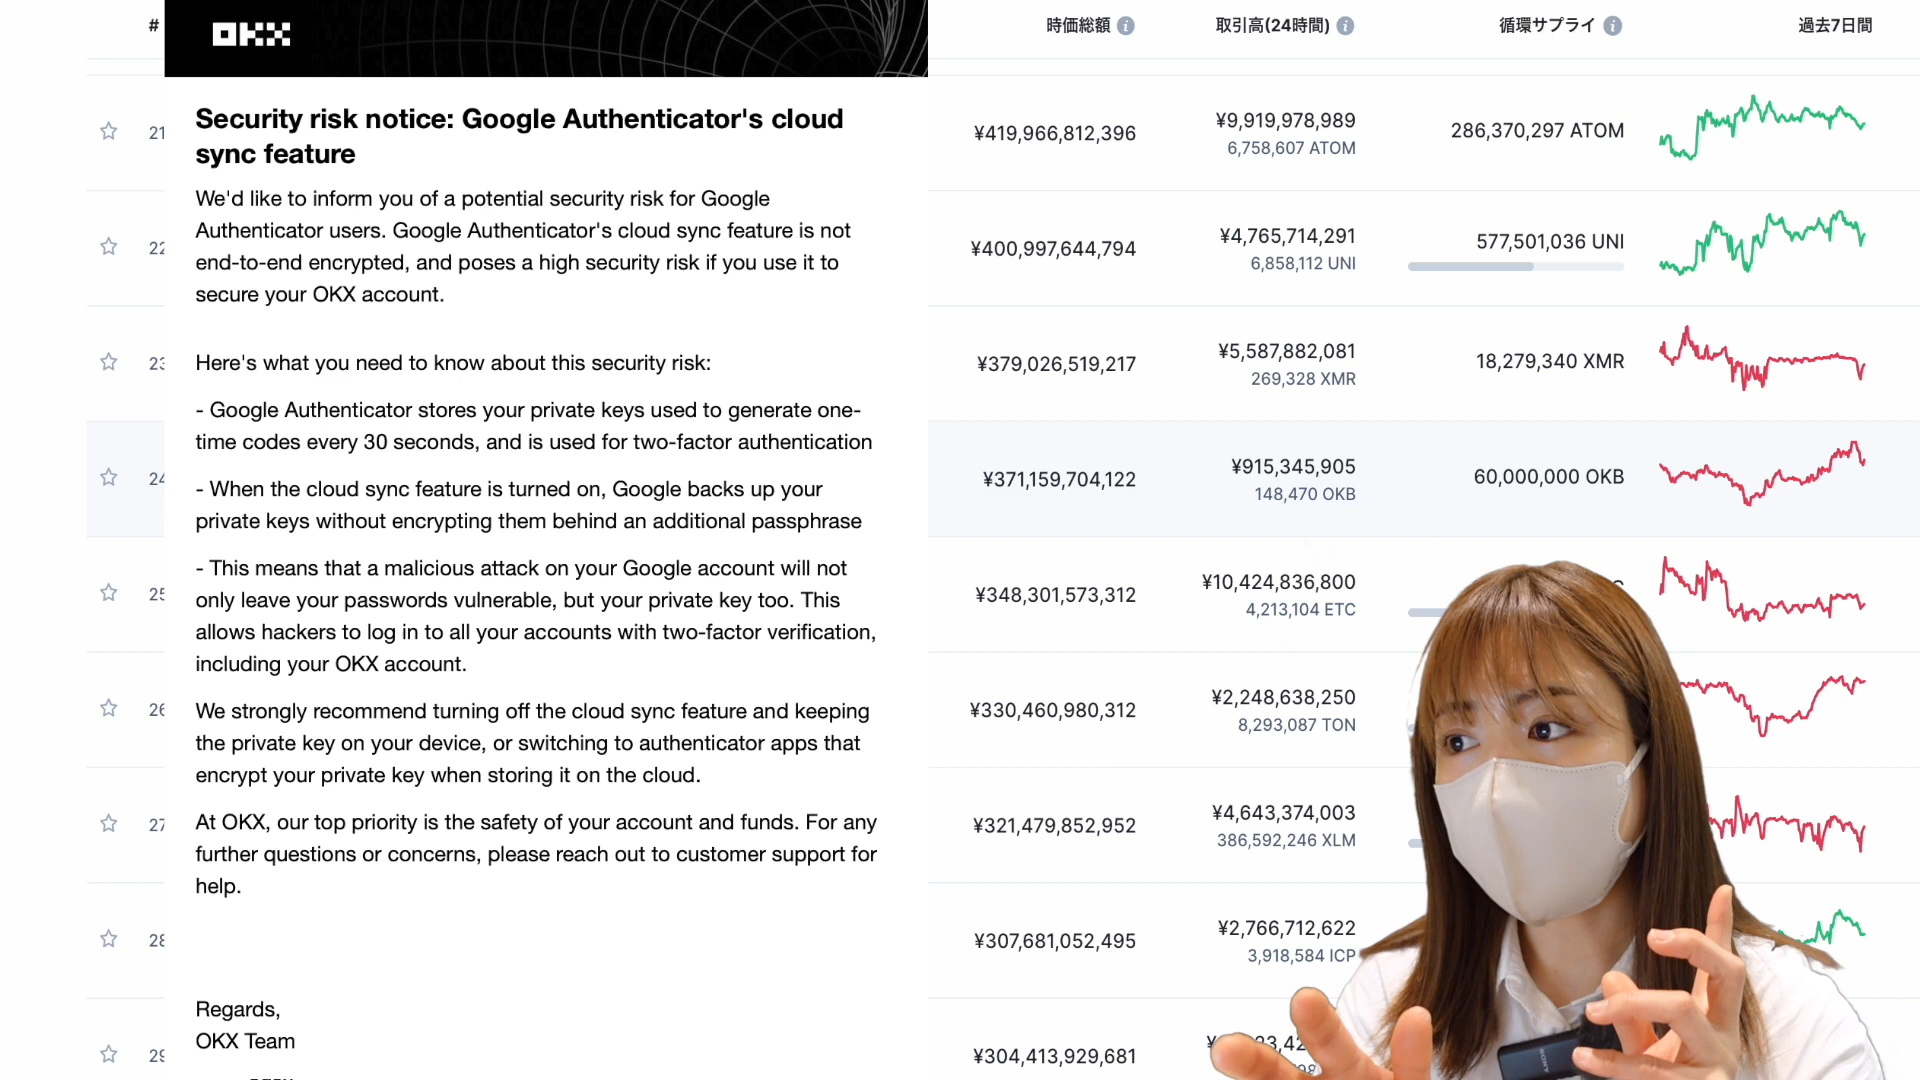 #
OKX
時価総額
取引高(24時間)
循環サプライ
過去7日間
Security risk notice: Google Authenticator's cloud
sync feature
We'd like to inform you of a potential security risk for Google
Authenticator users. Google Authenticator's cloud sync feature is not
end-to-end encrypted, and poses a high security risk if you use it to
secure your OKX account.
Here's what you need to know about this security risk:
- Google Authenticator stores your private keys used to generate one-
time codes every 30 seconds, and is used for two-factor authentication
- When the cloud sync feature is turned on, Google backs up your
private keys without encrypting them behind an additional passphrase
- This means that a malicious attack on your Google account will not
only leave your passwords vulnerable, but your private key too. This
allows hackers to log in to all your accounts with two-factor verification,
including your OKX account.
We strongly recommend turning off the cloud sync feature and keeping
the private key on your device, or switching to authenticator apps that
encrypt your private key when storing it on the cloud.
At OKX, our top priority is the safety of your account and funds. For any
further questions or concerns, please reach out to customer support for
help.
Regards,
OKX Team
21
¥419,966,812,396
¥9,919,978,989
6,758,607 ATOM
286,370,297 ATOM
22
¥400,997,644,794
¥4,765,714,291
6,858,112 UNI
577,501,036 UNI
23
¥379,026,519,217
¥5,587,882,081
269,328 XMR
18,279,340 XMR
24
¥371,159,704,122
¥915,345,905
148,470 OKB
60,000,000 OKB
25
¥348,301,573,312
¥10,424,836,800
4,213,104 ETC
26
¥330,460,980,312
¥2,248,638,250
8,293,087 TON
27
¥321,479,852,952
¥4,643,374,003
386,592,246 XLM
28
¥307,681,052,495
¥2,766,712,622
3,918,584 ICP
29
¥304,413,929,681
SONY